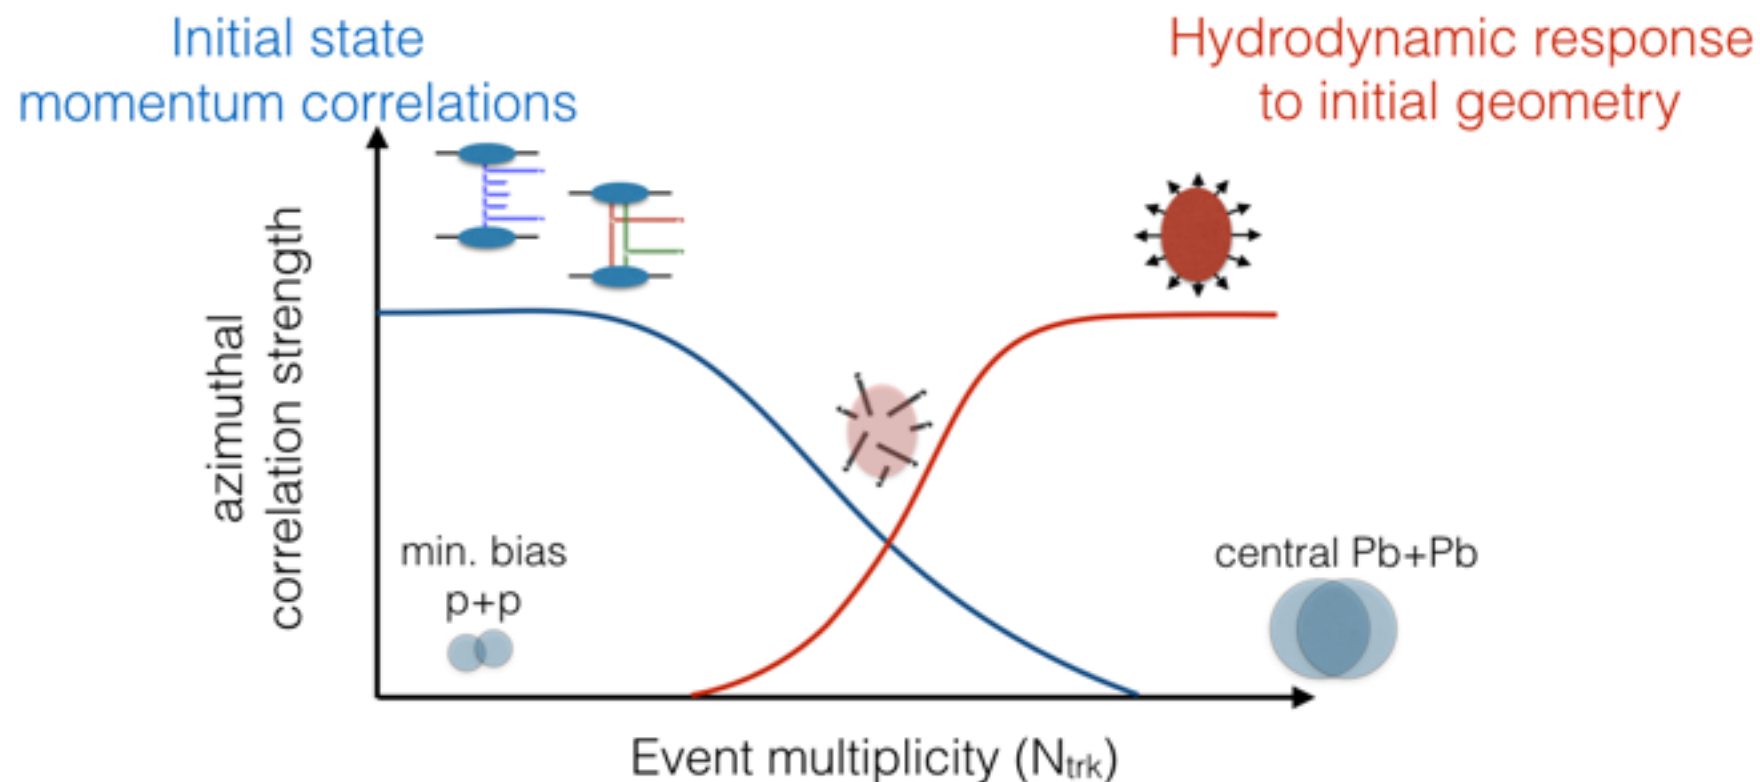 Initial state
momentum correlations
Hydrodynamic response
to initial geometry
azimuthal
correlation strength
min. bias
p+p
central Pb+Pb
Event multiplicity (Ntrk)